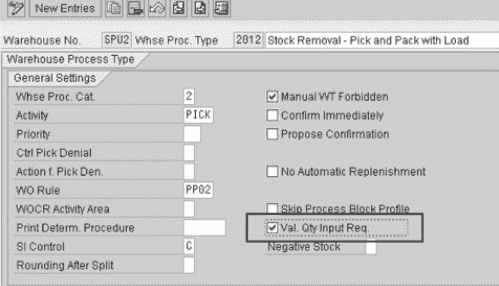 New Entries
Warehouse No. SPU2 Whse Proc. Type 2012 Stock Removal - Pick and Pack with Load
Warehouse Process Type
General Settings
Whse Proc. Cat. 2 Manual WT Forbidden
Activity PICK Confirm Immediately
Priority Propose Confirmation
Ctrl Pick Denial
Action f. Pick Den. No Automatic Replenishment
WO Rule PP02
WOCR Activity Area Skip Process Block Profile
Print Determ. Procedure Val. Qty Input Req.
SI Control C Negative Stock
Rounding After Split